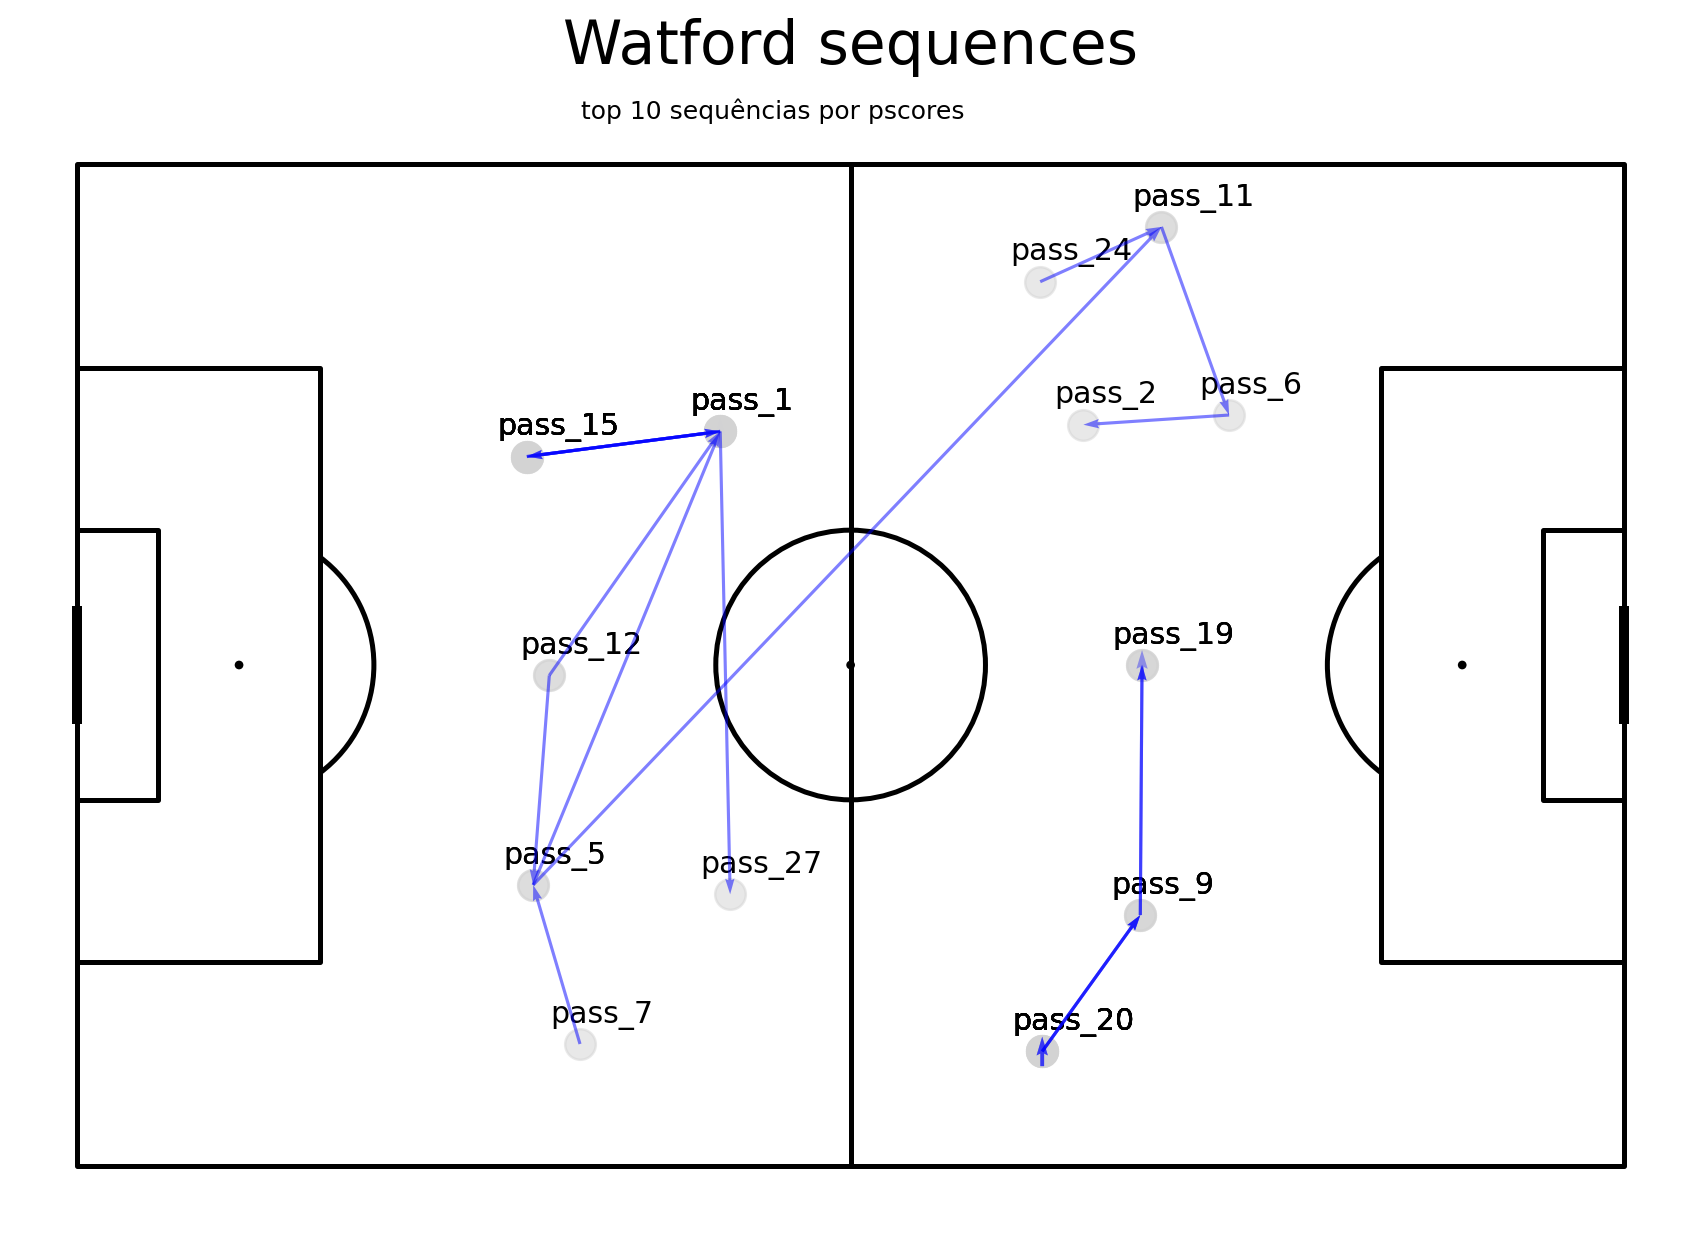 Watford sequences
top 10 sequências por pscores
pass_11
pass_24
pass_6
pass_2
pass_1
pass_15
pass_19
pass_12
pass_5
pass_27
pass_9
pass_7
pass_20